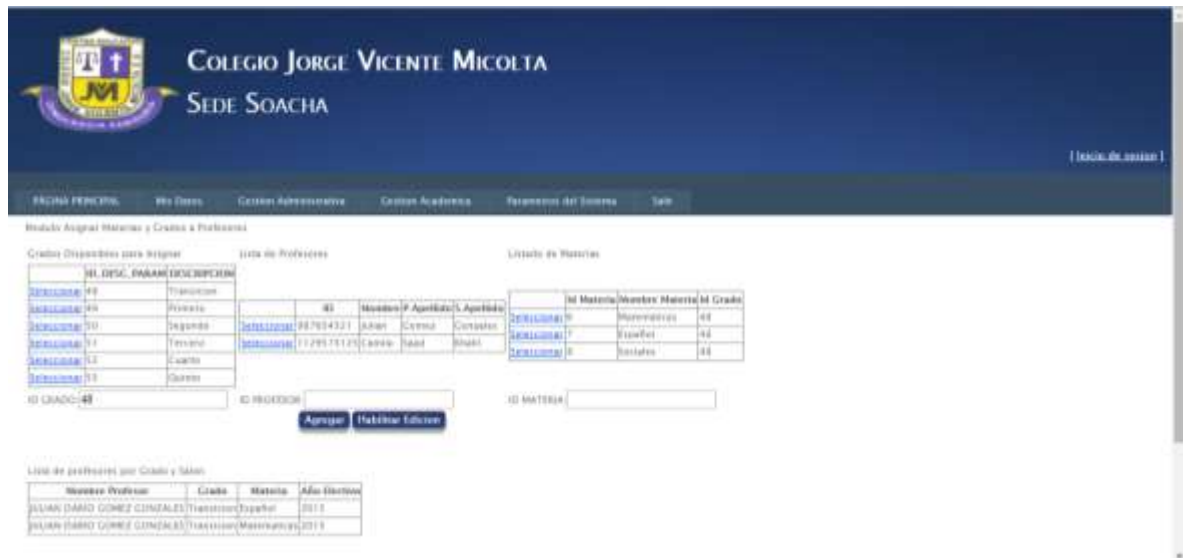 COLEGIO JORGE VICENTE MICOLTA
SEDE SOACHA
[ Inicio de sesion ]
PÁGINA PRINCIPAL Mis Datos Gestion Administrativa Gestion Academica Parametros del Sistema Salir
Modulo Asignar Materias y Grados a Profesores
Grados Disponibles para Asignar
ID_DESC_PARAM DESCRIPCION
Seleccionar 48 Transicion
Seleccionar 49 Primero
Seleccionar 50 Segundo
Seleccionar 51 Tercero
Seleccionar 52 Cuarto
Seleccionar 53 Quinto
ID GRADO: 48
Lista de Profesores
ID Nombre P. Apellido S. Apellido
Seleccionar 987654321 Julian Gomez Gonzales
Seleccionar Camilo Saad
ID PROFESOR
Listado de Materias
Id Materia Nombre Materia Id Grado
Seleccionar 6 Matematicas 48
Seleccionar 7 Español 48
Seleccionar 8 Sociales 48
ID MATERIA
Agregar Habilitar Edicion
Lista de profesores por Grado y Salon
Nombre Profesor Grado Materia Año Electivo
JULIAN DARIO GOMEZ GONZALES Transicion Español 2013
JULIAN DARIO GOMEZ GONZALES Transicion Matematicas 2013